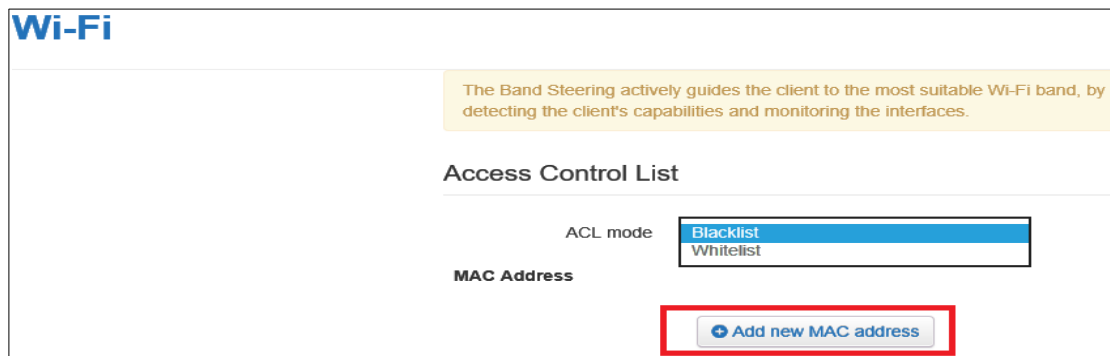 Wi-Fi
The Band Steering actively guides the client to the most suitable Wi-Fi band, by
detecting the client's capabilities and monitoring the interfaces.
Access Control List
ACL mode
Blacklist
Whitelist
MAC Address
Add new MAC address